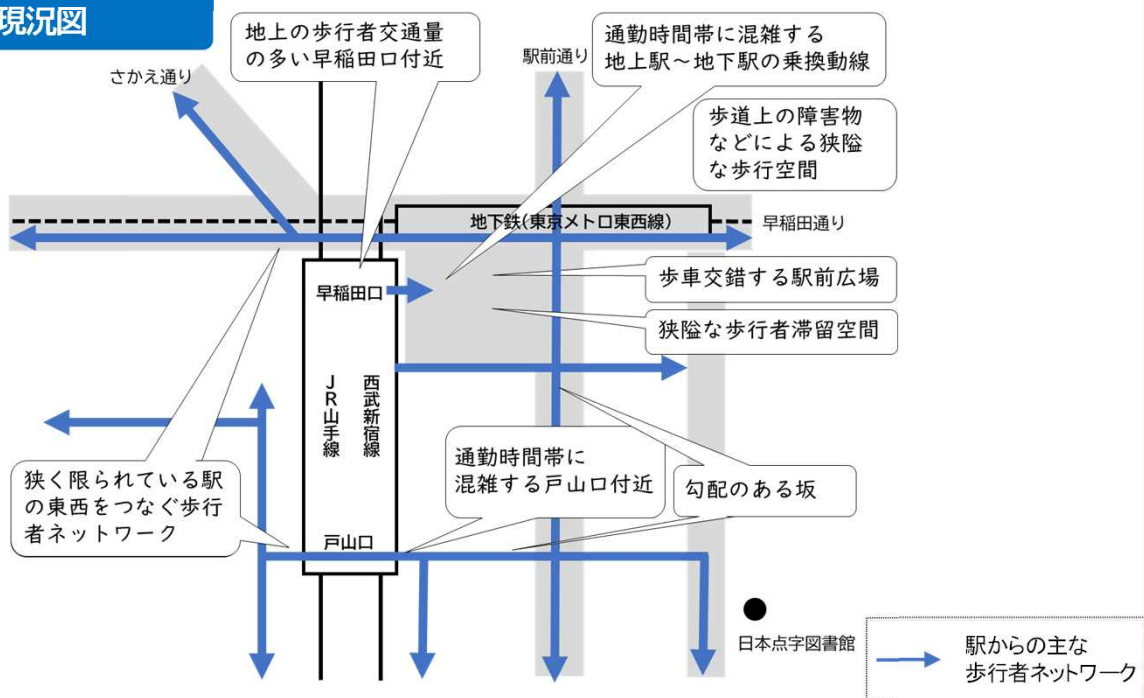 現況図
地上の歩行者交通量
の多い早稲田口付近
通勤時間帯に混雑する
地上駅～地下駅の乗換動線
駅前通り
さかえ通り
歩道上の障害物
などによる狭隘
な歩行空間
地下鉄(東京メトロ東西線)
早稲田通り
早稲田口
歩車交錯する駅前広場
狭隘な歩行者滞留空間
JR山手線
西武新宿線
通勤時間帯に
混雑する戸山口付近
勾配のある坂
狭く限られている駅
の東西をつなぐ歩行
者ネットワーク
戸山口
日本点字図書館
駅からの主な
歩行者ネットワーク